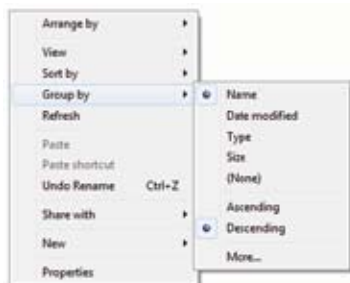 Arrange by
View
Sort by
Group by
Refresh
Paste
Paste shortcut
Undo Rename Ctrl+Z
Share with
New
Properties
Name
Date modified
Type
Size
(None)
Ascending
Descending
More...